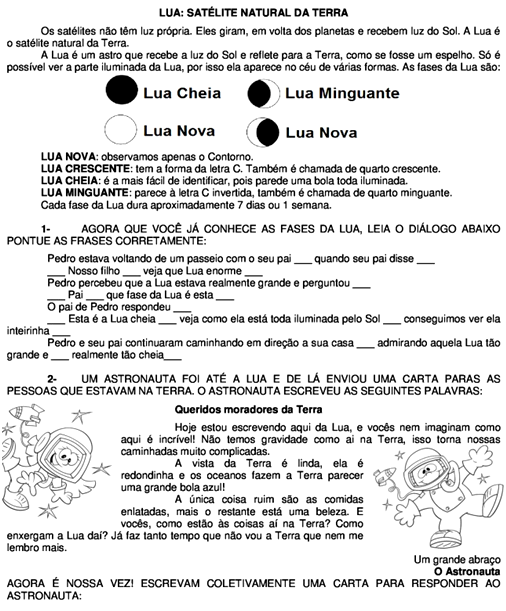 LUA: SATÉLITE NATURAL DA TERRA
Os satélites não têm luz própria. Eles giram, em volta dos planetas e recebem luz do Sol. A Lua é
o satélite natural da Terra.
A Lua é um astro que recebe a luz do Sol e reflete para a Terra, como se fosse um espelho. Só é
possível ver a parte iluminada da Lua, por isso ela aparece no céu de várias formas. As fases da Lua são:
Lua Cheia Lua Minguante
Lua Nova Lua Nova
LUA NOVA: observamos apenas o Contorno.
LUA CRESCENTE: tem a forma da letra C. Também é chamada de quarto crescente.
LUA CHEIA: é a mais fácil de identificar, pois parede uma bola toda iluminada.
LUA MINGUANTE: parece à letra C invertida, também é chamada de quarto minguante.
Cada fase da Lua dura aproximadamente 7 dias ou 1 semana.
1- AGORA QUE VOCÊ JÁ CONHECE AS FASES DA LUA, LEIA O DIÁLOGO ABAIXO
PONTUE AS FRASES CORRETAMENTE:
Pedro estava voltando de um passeio com o seu pai ___ quando seu pai disse ___
___ Nosso filho ___ veja que Lua enorme ___
Pedro percebeu que a Lua estava realmente grande e perguntou ___
___ Pai ___ que fase da Lua é esta ___
O pai de Pedro respondeu ___
___ Esta é a Lua cheia ___ veja como ela está toda iluminada pelo Sol ___ conseguimos ver ela
inteirinha ___
Pedro e seu pai continuaram caminhando em direção a sua casa ___ admirando aquela Lua tão
grande e ___ realmente tão cheia___
2- UM ASTRONAUTA FOI ATÉ A LUA E DE LÁ ENVIOU UMA CARTA PARAS AS
PESSOAS QUE ESTAVAM NA TERRA. O ASTRONAUTA ESCREVEU AS SEGUINTES PALAVRAS:
Queridos moradores da Terra
Hoje estou escrevendo aqui da Lua, e vocês nem imaginam como
aqui é incrível! Não temos gravidade como ai na Terra, isso torna nossas
caminhadas muito complicadas.
A vista da Terra é linda, ela é
redondinha e os oceanos fazem a Terra parecer
uma grande bola azul!
A única coisa ruim são as comidas
enlatadas, mais o restante está uma beleza. E
vocês, como estão às coisas aí na Terra? Como
enxergam a Lua daí? Já faz tanto tempo que não vou a Terra que nem me
lembro mais.
Um grande abraço
O Astronauta
AGORA É NOSSA VEZ! ESCREVAM COLETIVAMENTE UMA CARTA PARA RESPONDER AO
ASTRONAUTA: